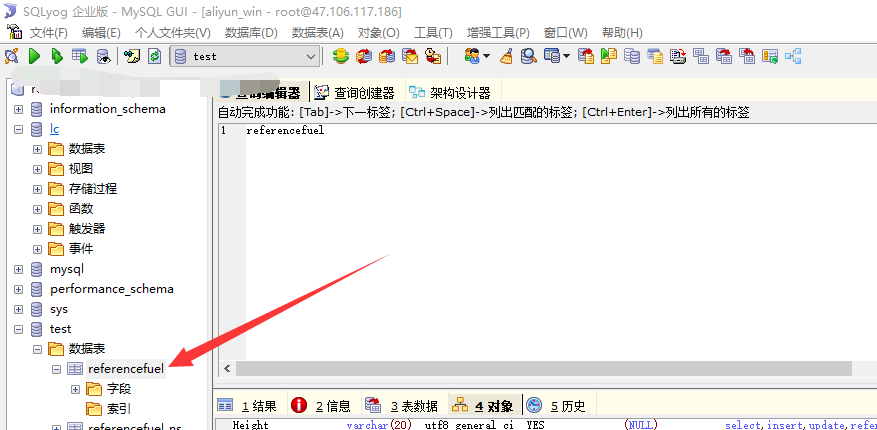 SQLyog 企业版 - MySQL GUI - [aliyun_win - root@47.106.117.186]
文件(F) 编辑(E) 个人文件夹(V) 数据库(D) 数据表(A) 对象(O) 工具(T) 增强工具(P) 窗口(W) 帮助(H)
test
查询编辑器 查询创建器 架构设计器
自动完成功能: [Tab]->下一标签; [Ctrl+Space]->列出匹配的标签; [Ctrl+Enter]->列出所有的标签
1 referencefuel
information_schema
lc
数据表
视图
存储过程
函数
触发器
事件
mysql
performance_schema
sys
test
数据表
referencefuel
字段
索引
referencefuel_ns
1 结果 2 信息 3 表数据 4 对象 5 历史
Height varchar(20) utf8_general_ci YES (NULL) select,insert,update,refer